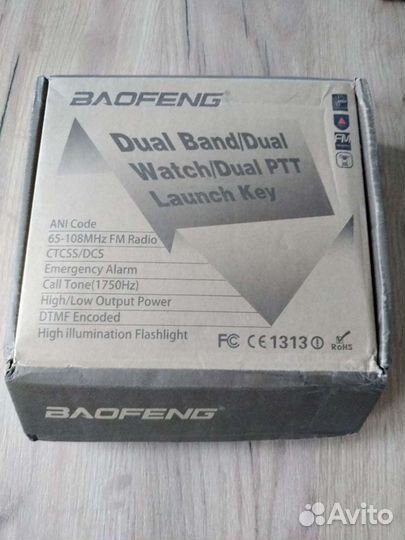 BAOFENG®
Dual Band/Dual
Watch/Dual PTT
Launch Key
FM
ANI Code
65-108MHz FM Radio
CTCSS/DCS
Emergency Alarm
Call Tone(1750Hz)
High/Low Output Power
DTMF Encoded
High illumination Flashlight
FC CE1313
RoHS
BAOFENG®
Avito